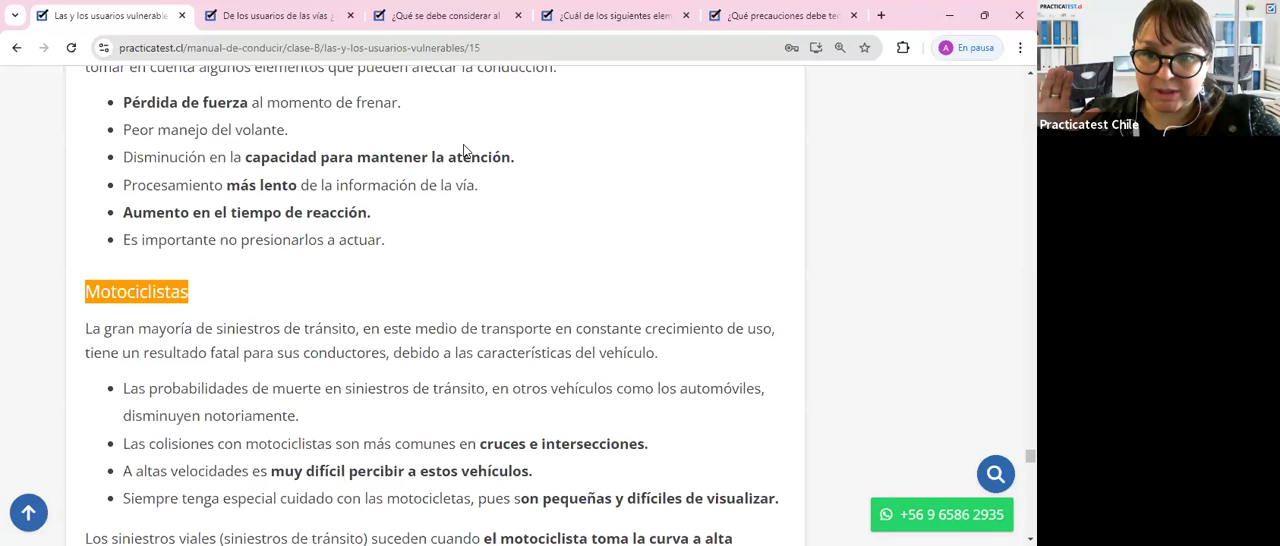 Las y los usuarios vulnerable
De los usuarios de las vías ¿
¿Qué se debe considerar al
¿Cuál de los siguientes elem
¿Qué precauciones debe te
practicatest.cl/manual-de-conducir/clase-B/las-y-los-usuarios-vulnerables/15
A En pausa
PRACTICATEST.cl
Practicatest Chile
tomar en cuenta algunos elementos que pueden afectar la conducción.
Pérdida de fuerza al momento de frenar.
Peor manejo del volante.
Disminución en la capacidad para mantener la atención.
Procesamiento más lento de la información de la vía.
Aumento en el tiempo de reacción.
Es importante no presionarlos a actuar.
Motociclistas
La gran mayoría de siniestros de tránsito, en este medio de transporte en constante crecimiento de uso,
tiene un resultado fatal para sus conductores, debido a las características del vehículo.
Las probabilidades de muerte en siniestros de tránsito, en otros vehículos como los automóviles,
disminuyen notoriamente.
Las colisiones con motociclistas son más comunes en cruces e intersecciones.
A altas velocidades es muy difícil percibir a estos vehículos.
Siempre tenga especial cuidado con las motocicletas, pues son pequeñas y difíciles de visualizar.
+56 9 6586 2935
Los siniestros viales (siniestros de tránsito) suceden cuando el motociclista toma la curva a alta